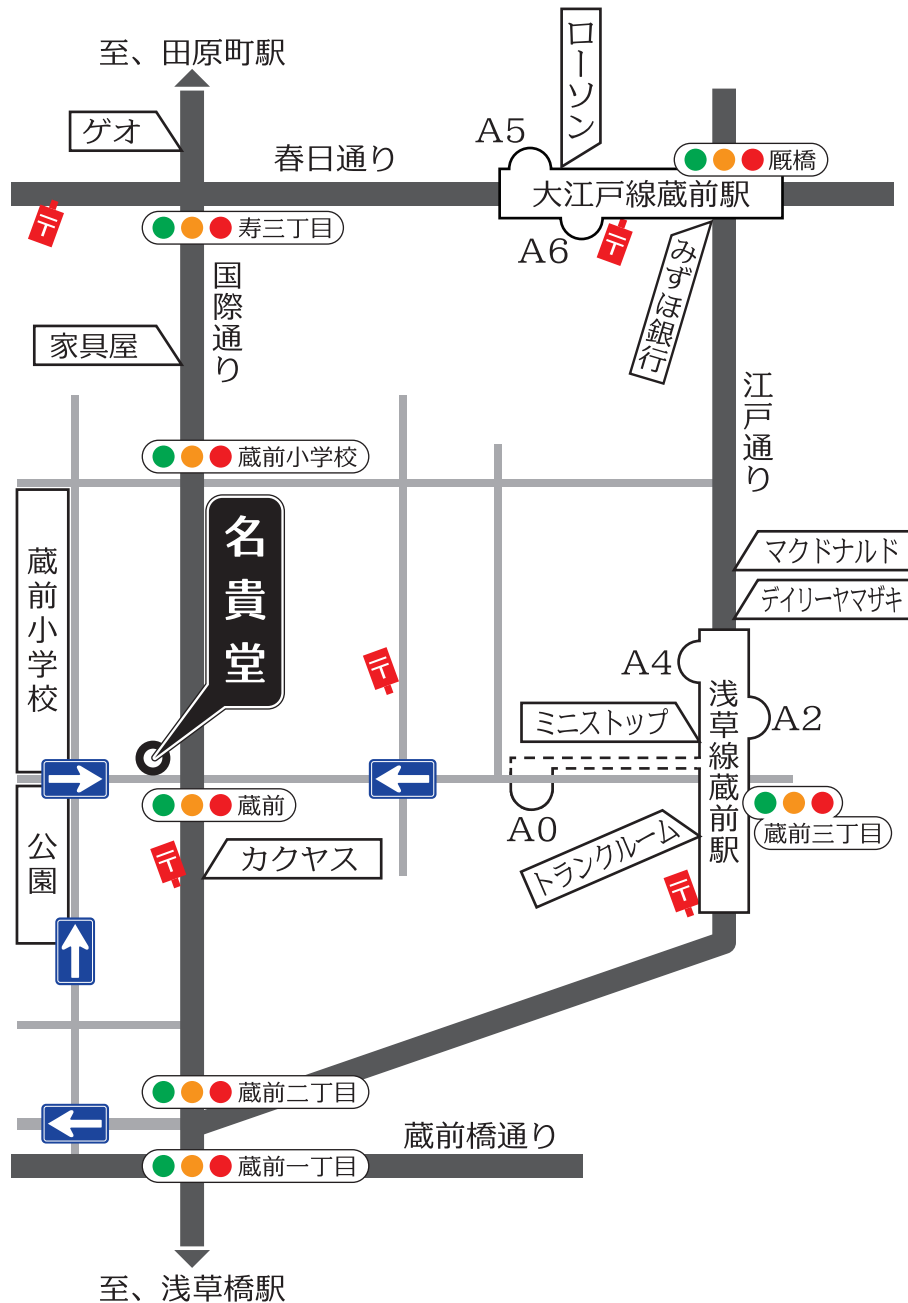 至、田原町駅
ローソン
ゲオ
A5
春日通り
厩橋
大江戸線蔵前駅
〒
寿三丁目
A6
〒
みずほ銀行
国際通り
家具屋
江戸通り
蔵前小学校
名貴堂
マクドナルド
デイリーヤマザキ
蔵前小学校
〒
A4
浅草線蔵前駅
A2
ミニストップ
蔵前
A0
蔵前三丁目
公園
〒
カクヤス
トランクルーム
〒
蔵前二丁目
蔵前橋通り
蔵前一丁目
至、浅草橋駅